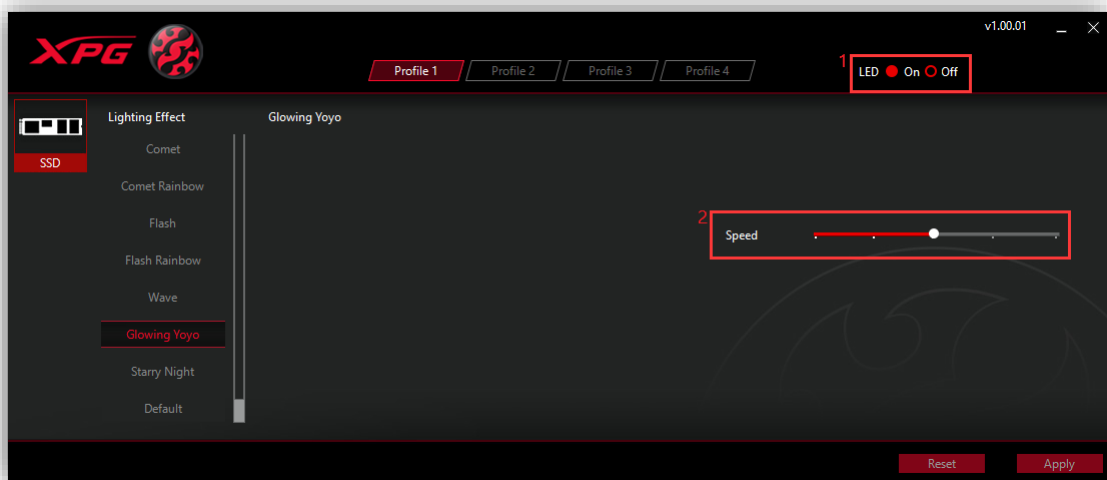 v1.00.01
XPG
Profile 1 Profile 2 Profile 3 Profile 4
1
LED On Off
SSD
Lighting Effect
Comet
Comet Rainbow
Flash
Flash Rainbow
Wave
Glowing Yoyo
Starry Night
Default
Glowing Yoyo
2
Speed
Reset Apply